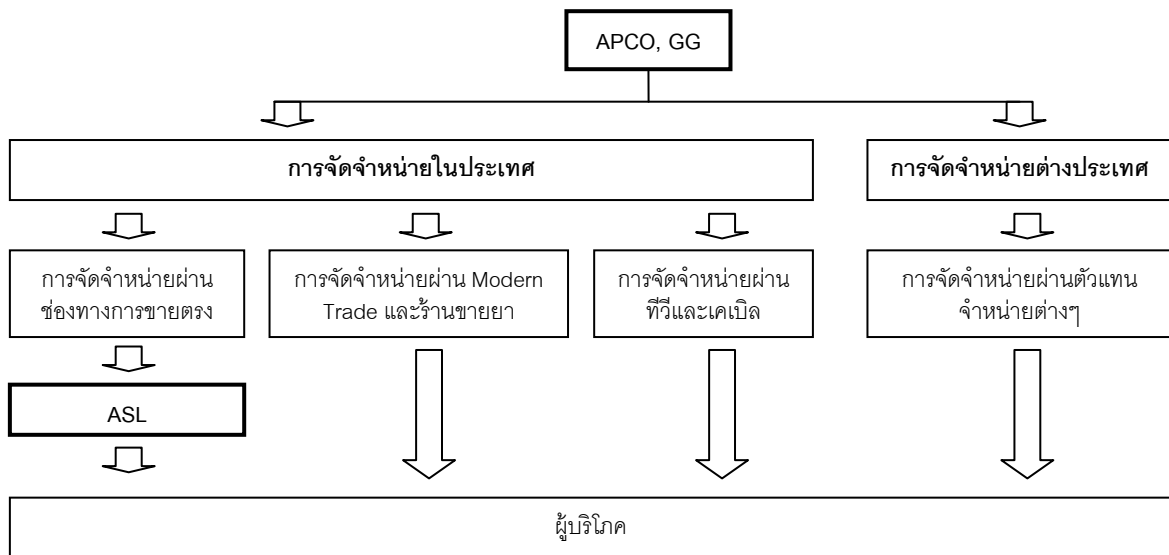 APCO, GG
การจัดจำหน่ายในประเทศ
การจัดจำหน่ายต่างประเทศ
การจัดจำหน่ายผ่าน
ช่องทางการขายตรง
การจัดจำหน่ายผ่าน Modern
Trade และร้านขายยา
การจัดจำหน่ายผ่าน
ทีวีและเคเบิล
การจัดจำหน่ายผ่านตัวแทน
จำหน่ายต่างๆ
ASL
ผู้บริโภค